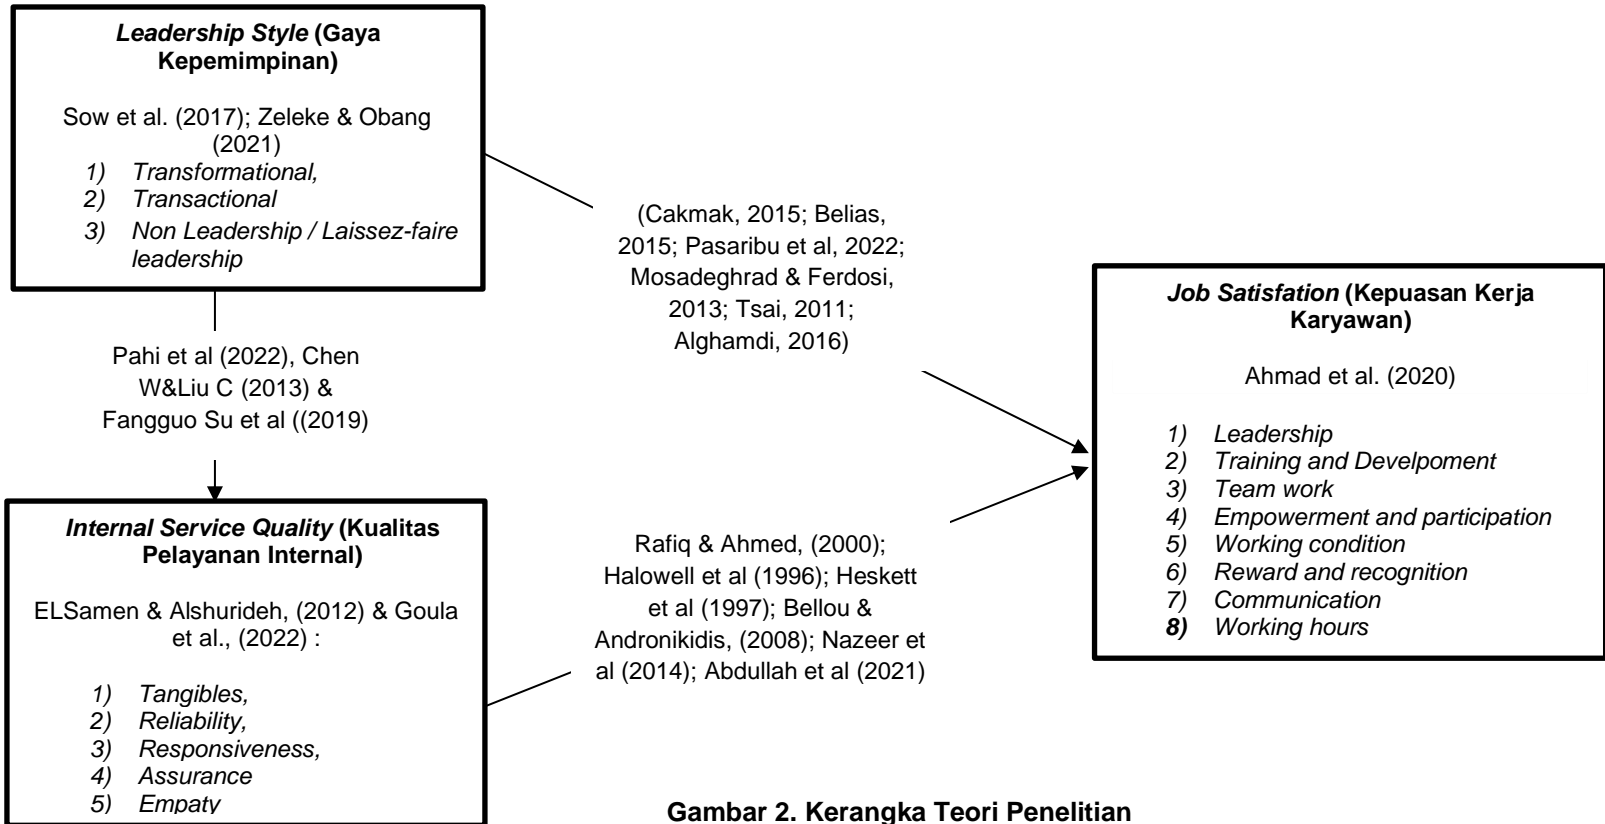 Leadership Style (Gaya
Kepemimpinan)
Sow et al. (2017); Zeleke & Obang
(2021)
1) Transformational,
2) Transactional
3) Non Leadership / Laissez-faire
leadership
(Cakmak, 2015; Belias,
2015; Pasaribu et al, 2022;
Mosadeghrad & Ferdosi,
2013; Tsai, 2011;
Alghamdi, 2016)
Pahi et al (2022), Chen
W&Liu C (2013) &
Fangguo Su et al ((2019)
Job Satisfation (Kepuasan Kerja
Karyawan)
Ahmad et al. (2020)
1) Leadership
2) Training and Develpoment
3) Team work
4) Empowerment and participation
5) Working condition
6) Reward and recognition
7) Communication
8) Working hours
Internal Service Quality (Kualitas
Pelayanan Internal)
ELSamen & Alshurideh, (2012) & Goula
et al., (2022) :
1) Tangibles,
2) Reliability,
3) Responsiveness,
4) Assurance
5) Empaty
Rafiq & Ahmed, (2000);
Halowell et al (1996); Heskett
et al (1997); Bellou &
Andronikidis, (2008); Nazeer et
al (2014); Abdullah et al (2021)
Gambar 2. Kerangka Teori Penelitian